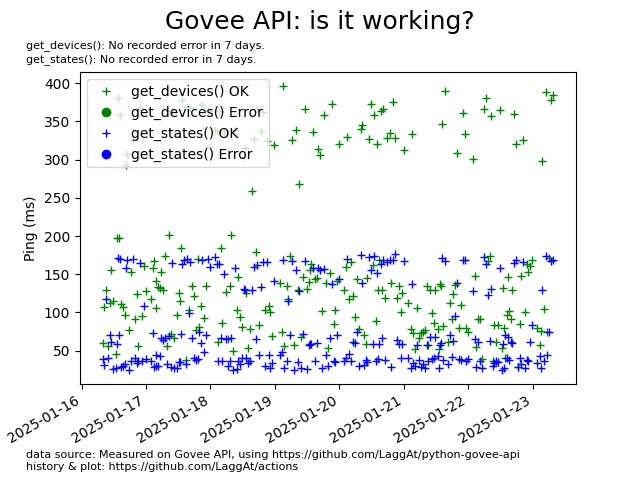 Govee API: is it working?
get_devices(): No recorded error in 7 days.
get_states(): No recorded error in 7 days.
400
350
300
250
200
150
100
50
Ping (ms)
get_devices() OK
get_devices() Error
get_states() OK
get_states() Error
2025-01-16
2025-01-17
2025-01-18
2025-01-19
2025-01-20
2025-01-21
2025-01-22
2025-01-23
data source: Measured on Govee API, using https://github.com/LaggAt/python-govee-api
history & plot: https://github.com/LaggAt/actions